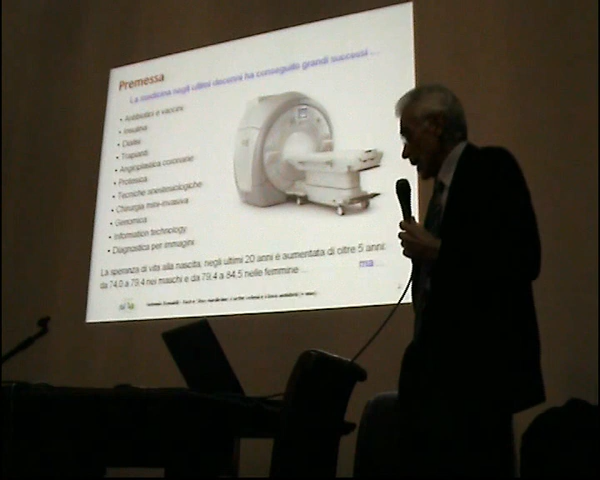 Premessa
La medicina negli ultimi decenni ha conseguito grandi successi ...
• Antibiotici e vaccini
• Insulina
• Dialisi
• Trapianti
• Angioplastica coronarie
• Protesica
• Tecniche anestesiologiche
• Chirurgia mini-invasiva
• Genomica
• Information technology
• Diagnostica per immagini
La speranza di vita alla nascita, negli ultimi 20 anni è aumentata di oltre 5 anni:
da 74.0 a 79.4 nei maschi e da 79.4 a 84.5 nelle femmine ... ma ...